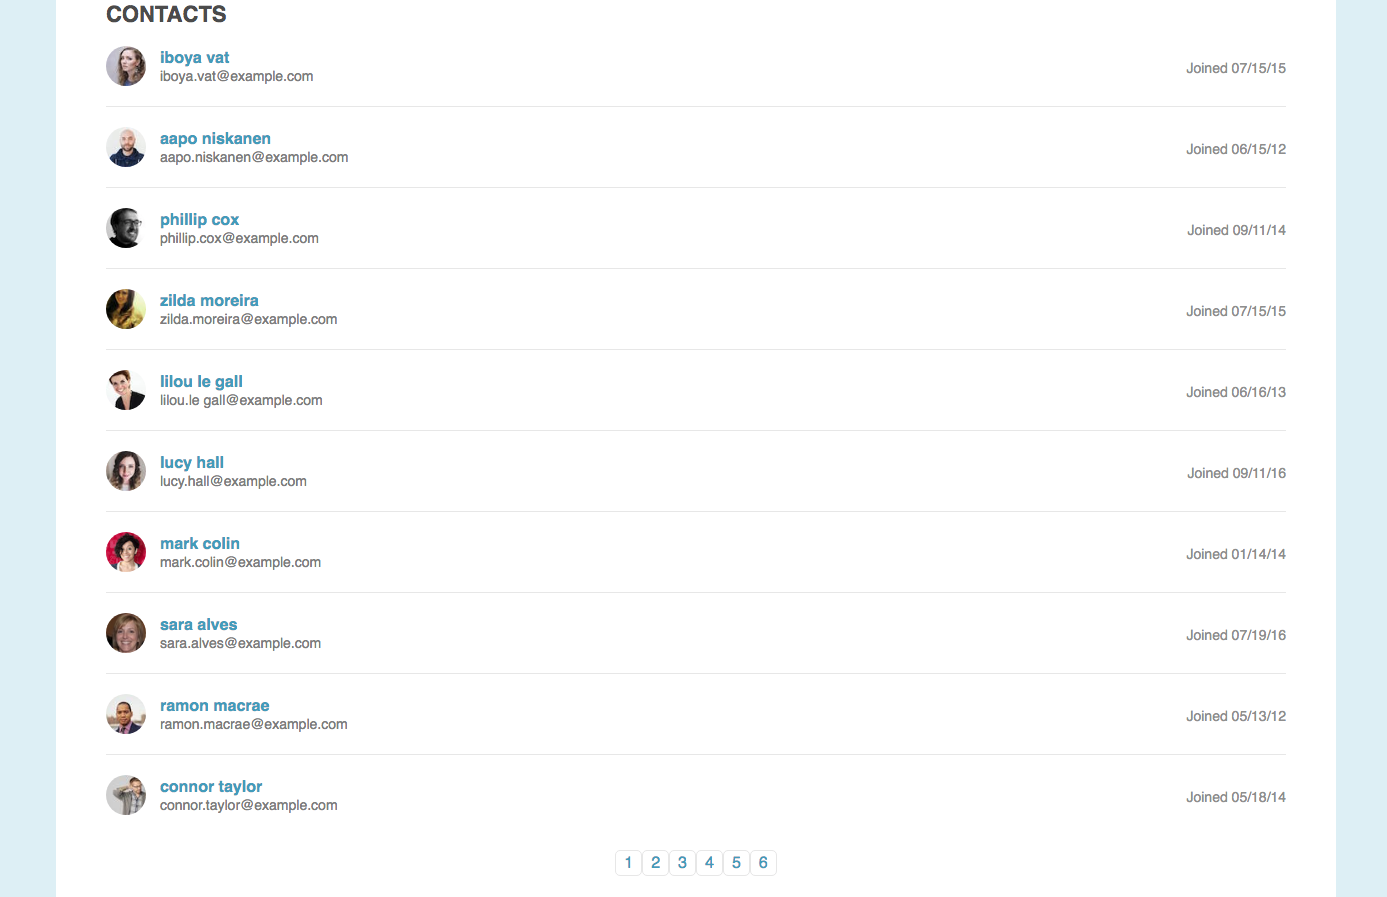 CONTACTS
iboya vat
iboya.vat@example.com
Joined 07/15/15
aapo niskanen
aapo.niskanen@example.com
Joined 06/15/12
phillip cox
phillip.cox@example.com
Joined 09/11/14
zilda moreira
zilda.moreira@example.com
Joined 07/15/15
lilou le gall
lilou.le gall@example.com
Joined 06/16/13
lucy hall
lucy.hall@example.com
Joined 09/11/16
mark colin
mark.colin@example.com
Joined 01/14/14
sara alves
sara.alves@example.com
Joined 07/19/16
ramon macrae
ramon.macrae@example.com
Joined 05/13/12
connor taylor
connor.taylor@example.com
Joined 05/18/14
1 2 3 4 5 6